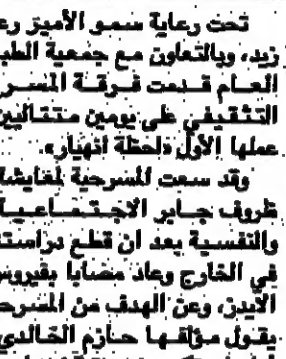 تحت رعاية سمو الأمير رعد
زيد، وبالتعاون مع جمعية الطب
العام قدمت فرقة المسرح
التثقيفي على يومين متتاليين
عملها الأول «لحظة انهيار».
وقد سعت المسرحية لمعايشة
ظروف جابر الاجتماعية
والنفسية بعد ان قطع دراسته
في الخارج وعاد مصابا بفيروس
الايدز، وعن الهدف من المسرحية
يقول مؤلفها حازم الخالدي